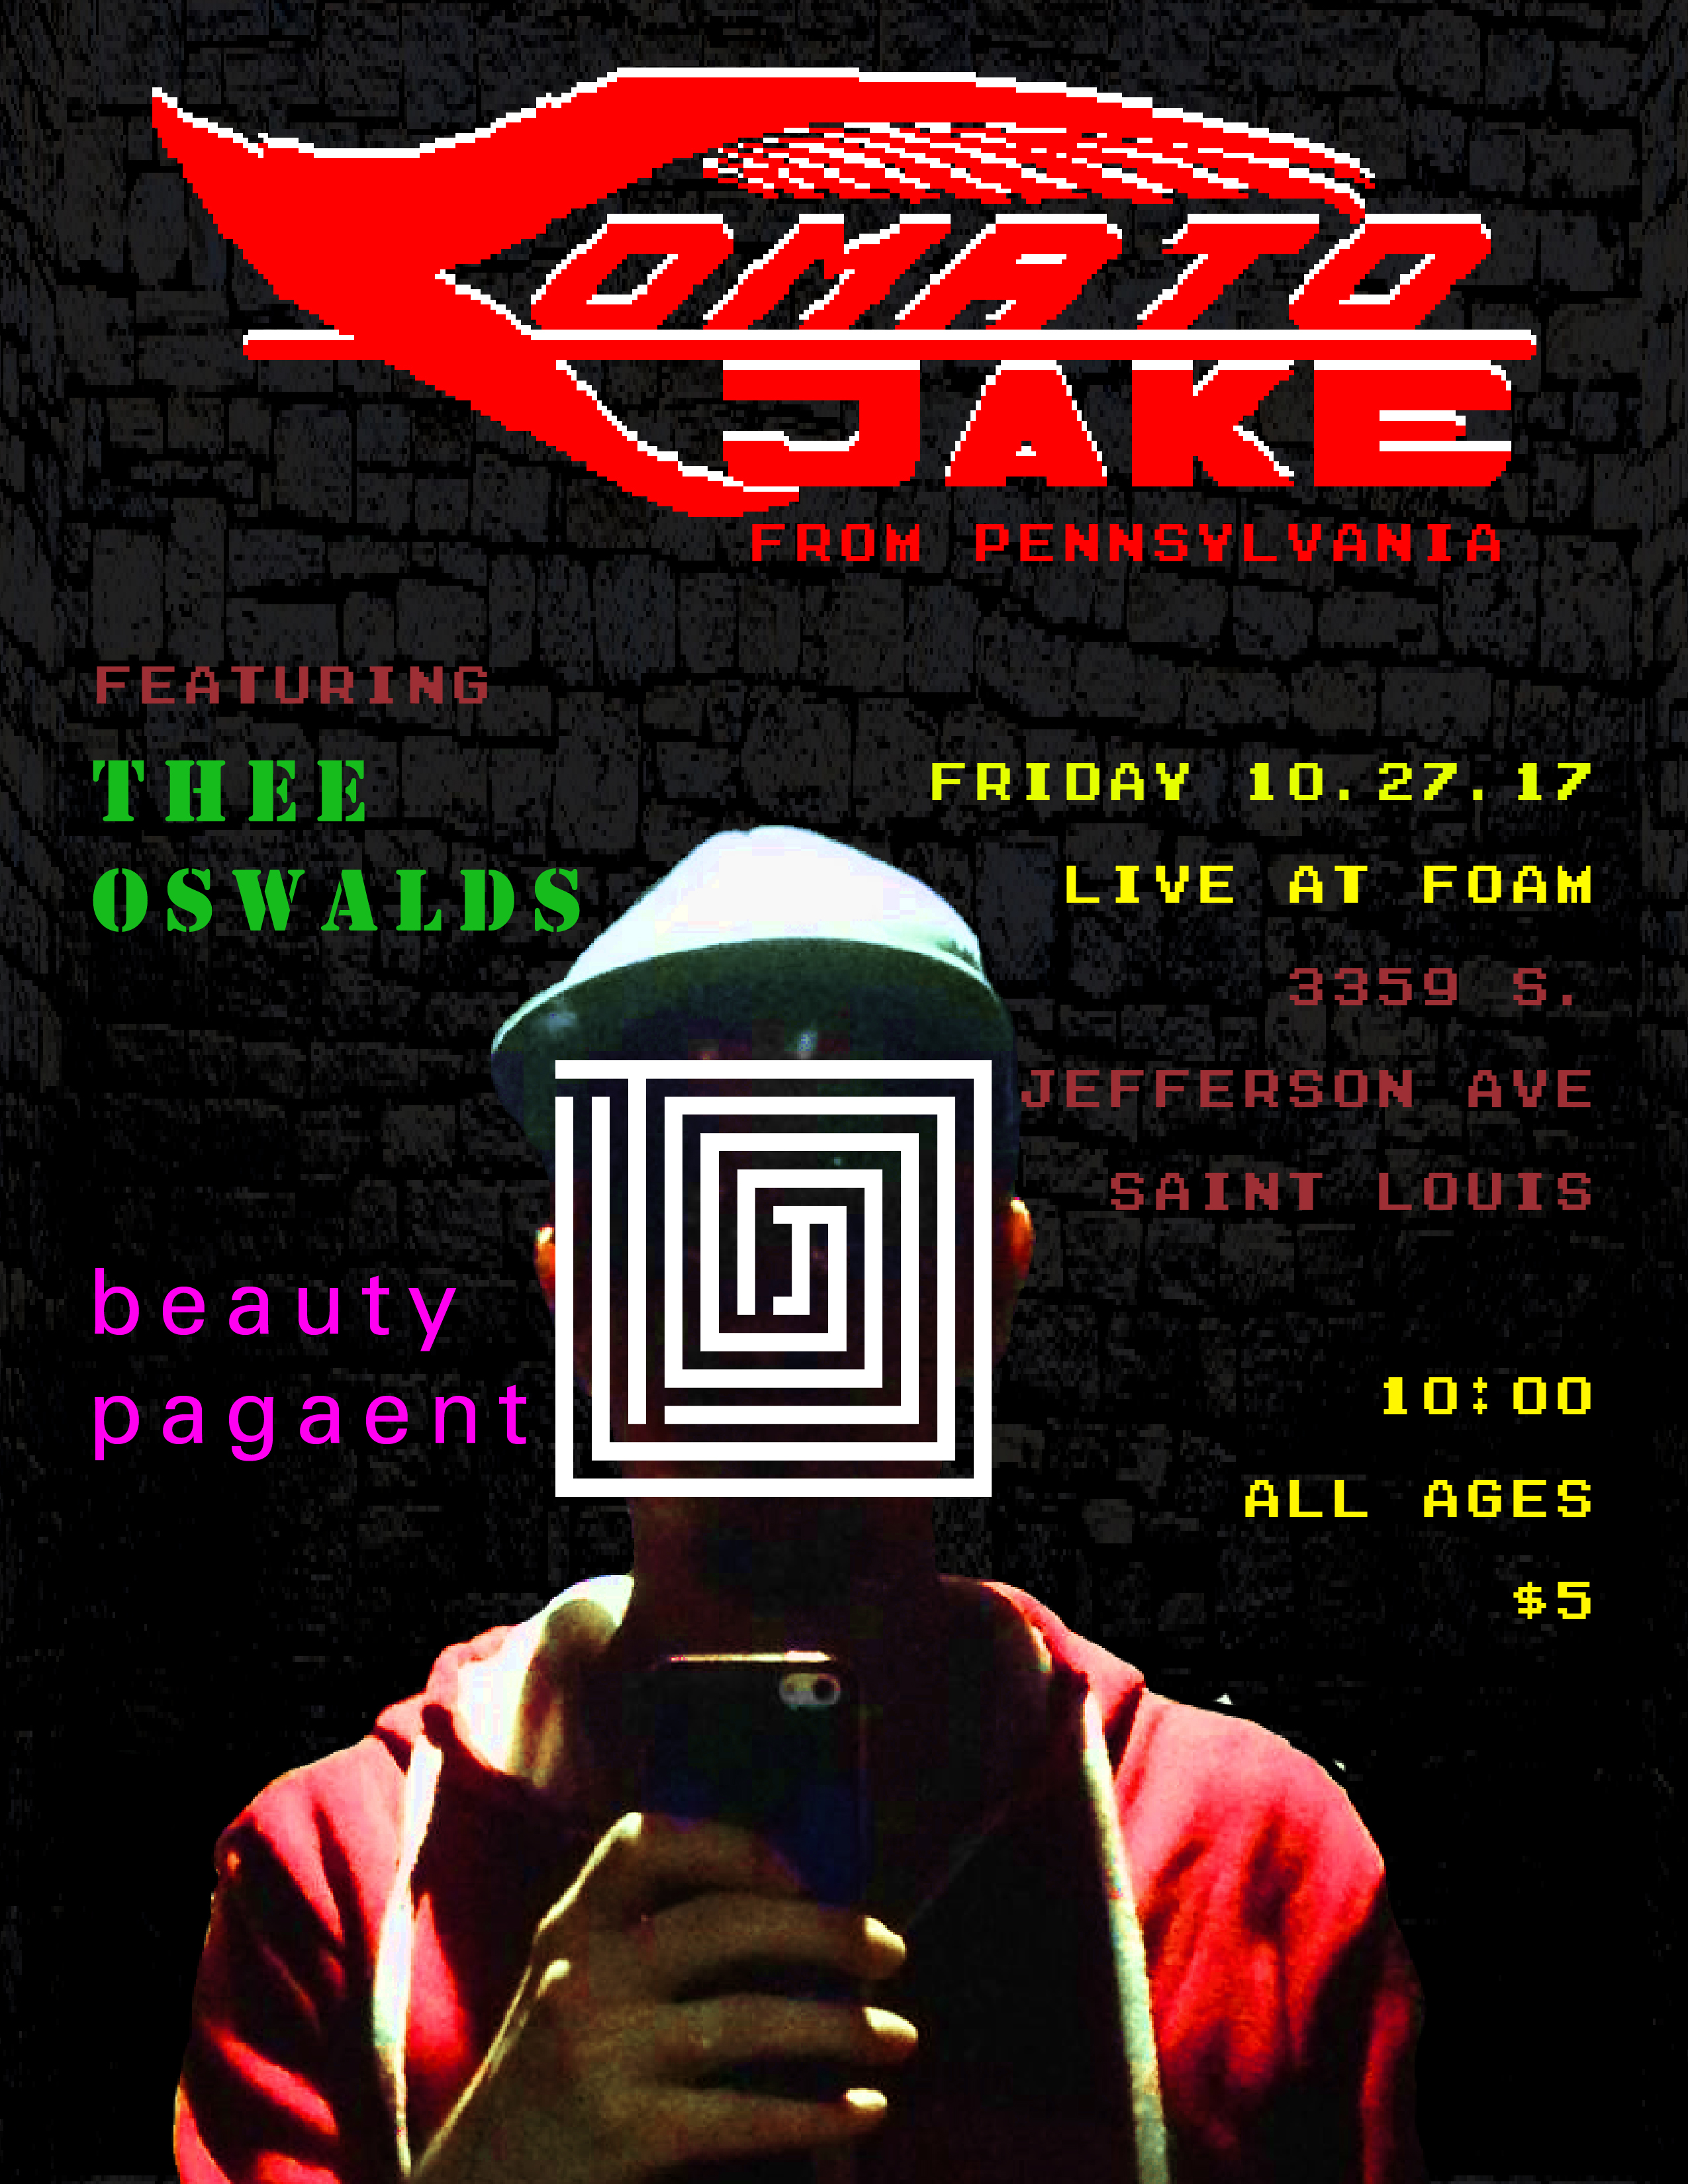 TOMATO
JAKE
FROM PENNSYLVANIA
FEATURING
THEE
OSWALDS
beauty
pagaent
FRIDAY 10.27.17
LIVE AT FOAM
3359 S.
JEFFERSON AVE
SAINT LOUIS
10:00
ALL AGES
$5